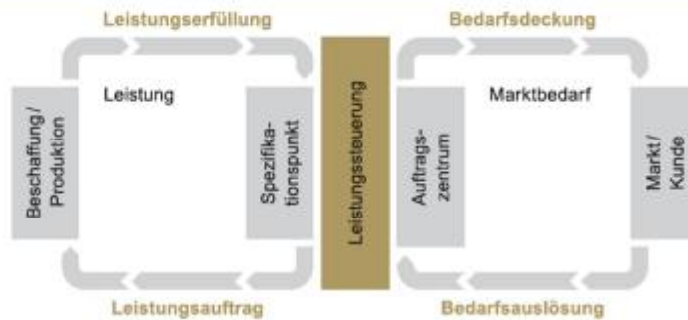 Leistungserfüllung
Bedarfsdeckung
Leistung
Marktbedarf
Beschaffung/
Produktion
Spezifika-
tionspunkt
Leistungssteuerung
Auftrags-
zentrum
Markt/
Kunde
Leistungsauftrag
Bedarfsauslösung